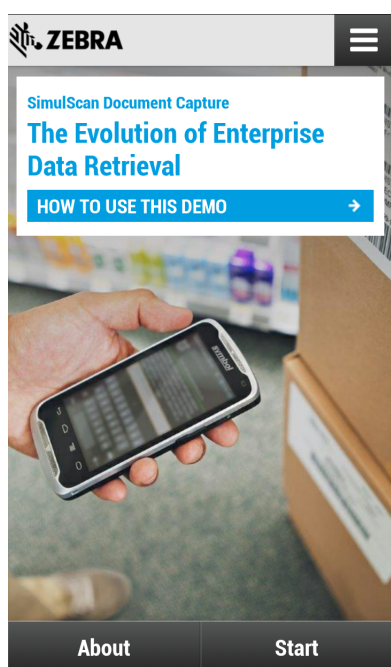 ZEBRA
SimulScan Document Capture
The Evolution of Enterprise
Data Retrieval
HOW TO USE THIS DEMO
symbol
About
Start